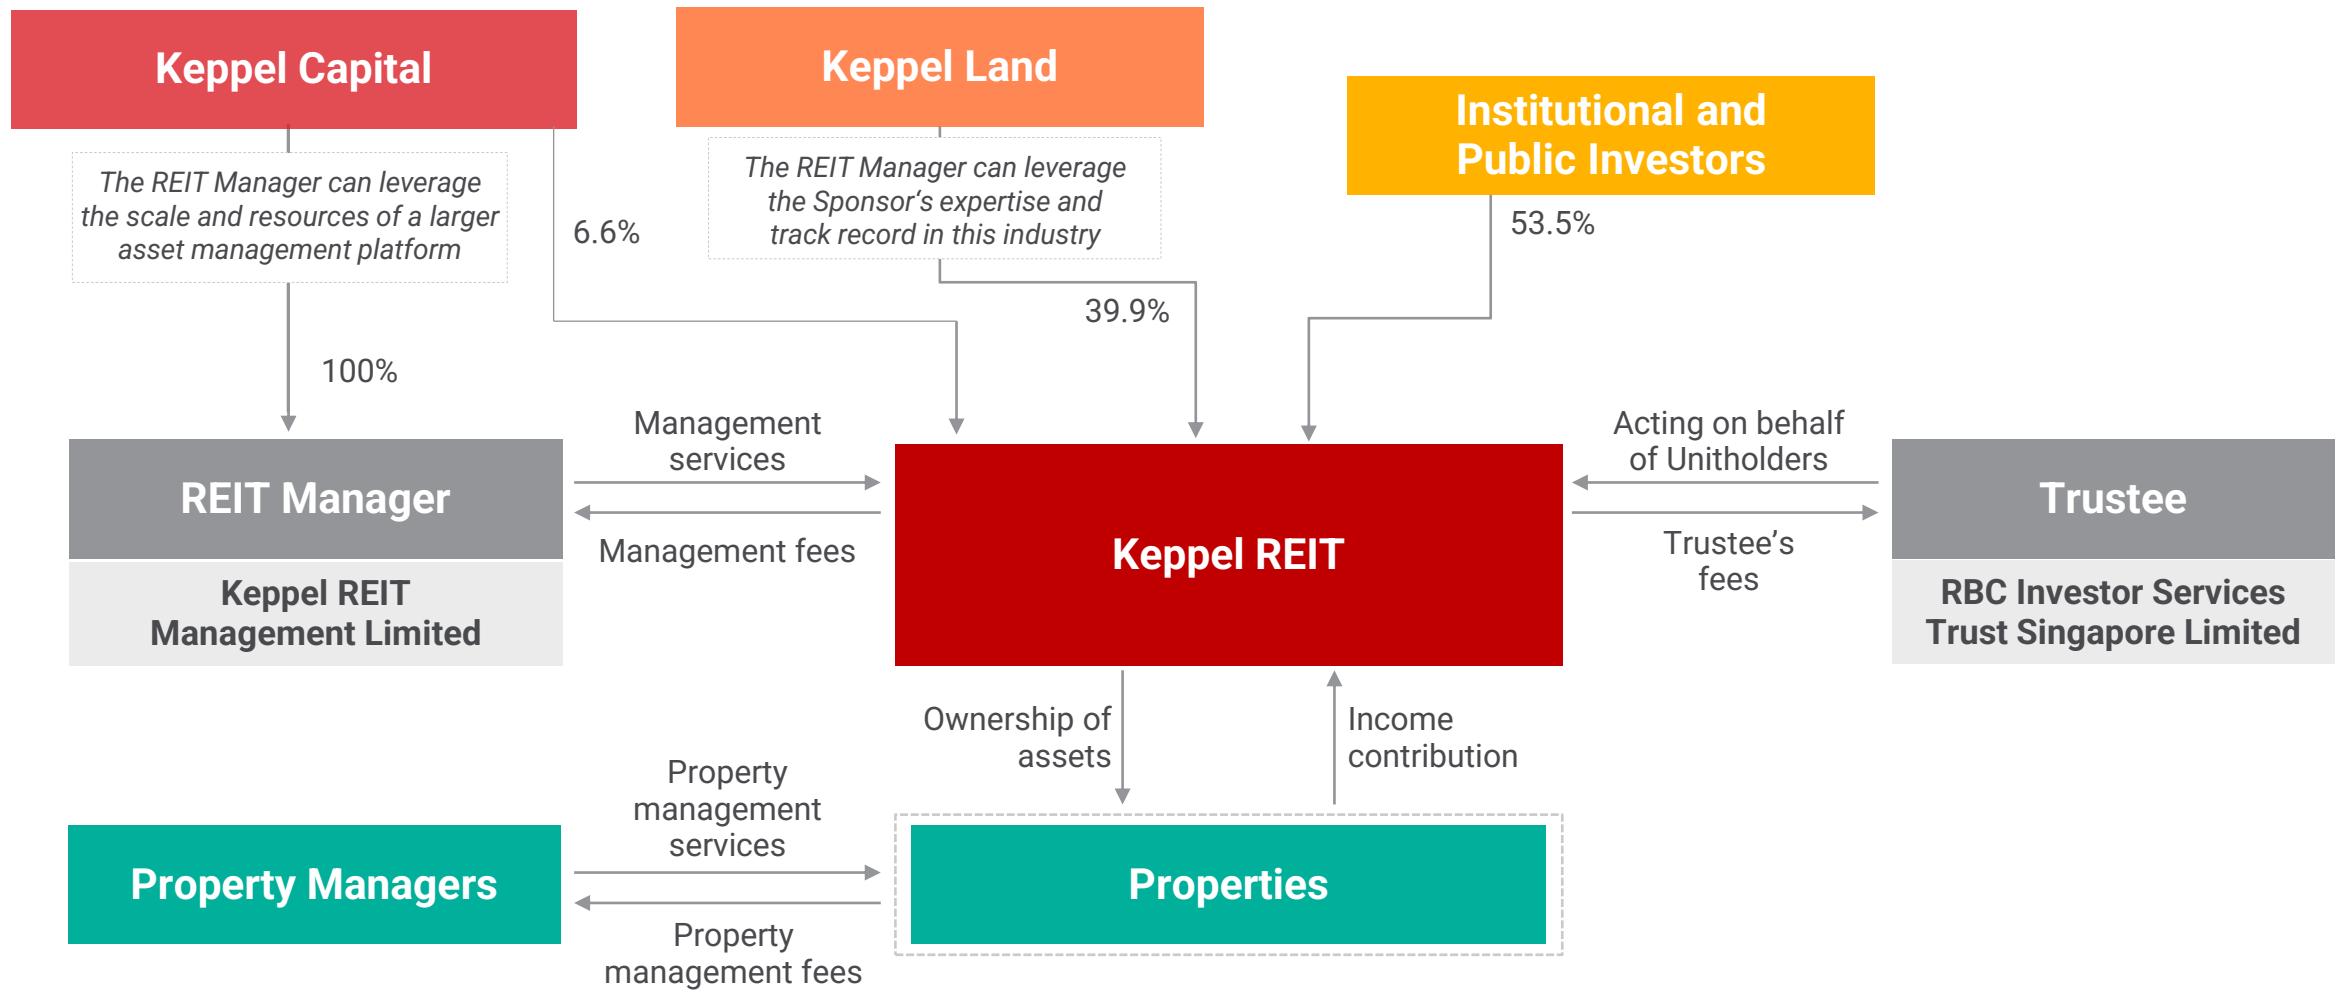 Keppel Capital
Keppel Land
Institutional and
Public Investors
The REIT Manager can leverage
the scale and resources of a larger
asset management platform
6.6%
The REIT Manager can leverage
the Sponsor‘s expertise and
track record in this industry
53.5%
39.9%
100%
Management
services
Acting on behalf
of Unitholders
REIT Manager
Keppel REIT
Trustee
Management fees
Trustee’s
fees
Keppel REIT
Management Limited
RBC Investor Services
Trust Singapore Limited
Ownership of
assets
Income
contribution
Property
management
services
Property Managers
Properties
Property
management fees